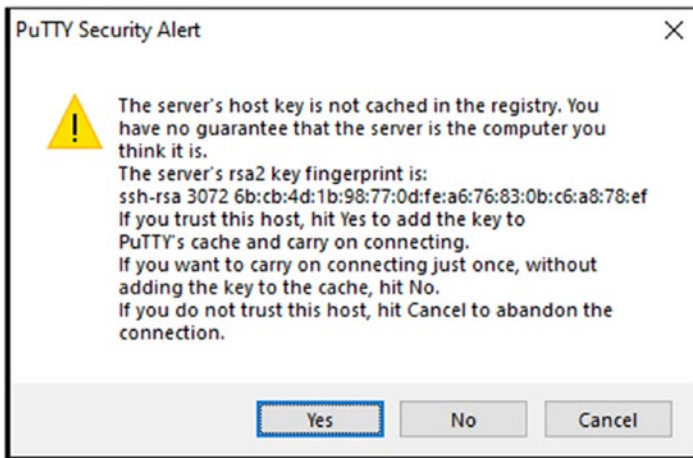 PuTTY Security Alert
The server's host key is not cached in the registry. You
have no guarantee that the server is the computer you
think it is.
The server's rsa2 key fingerprint is:
ssh-rsa 3072 6b:cb:4d:1b:98:77:0d:fe:a6:76:83:0b:c6:a8:78:ef
If you trust this host, hit Yes to add the key to
PuTTY's cache and carry on connecting.
If you want to carry on connecting just once, without
adding the key to the cache, hit No.
If you do not trust this host, hit Cancel to abandon the
connection.
Yes No Cancel